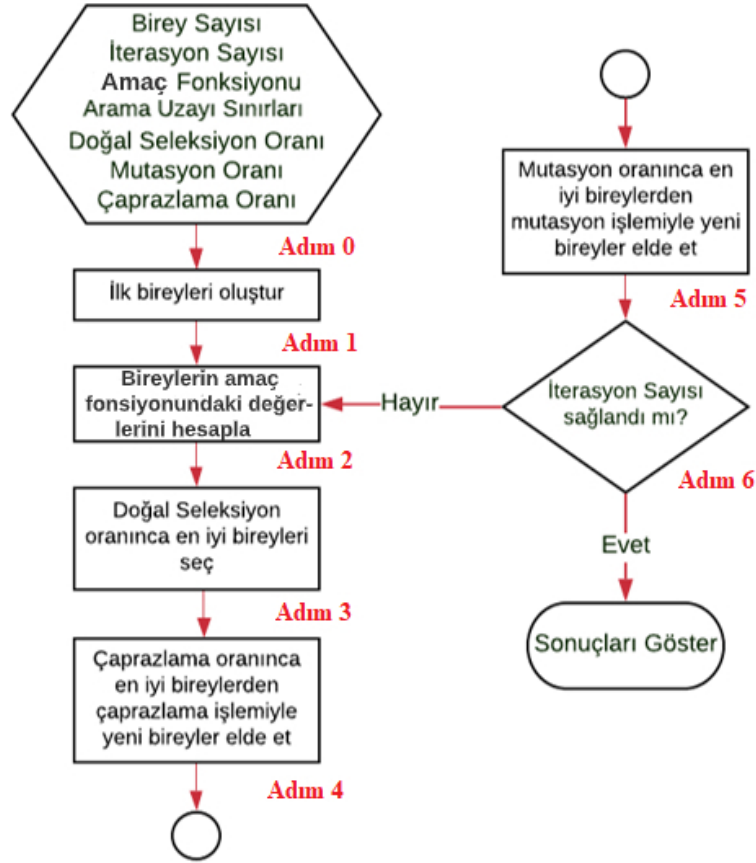 Birey Sayısı
İterasyon Sayısı
Amaç Fonksiyonu
Arama Uzayı Sınırları
Doğal Seleksiyon Oranı
Mutasyon Oranı
Çaprazlama Oranı
Adım 0
İlk bireyleri oluştur
Adım 1
Bireylerin amaç
fonsiyonundaki değer-
lerini hesapla
Adım 2
Doğal Seleksiyon
oranınca en iyi bireyleri
seç
Adım 3
Çaprazlama oranınca
en iyi bireylerden
çaprazlama işlemiyle
yeni bireyler elde et
Adım 4
Mutasyon oranınca en
iyi bireylerden
mutasyon işlemiyle yeni
bireyler elde et
Adım 5
İterasyon Sayısı
sağlandı mı?
Hayır
Adım 6
Evet
Sonuçları Göster